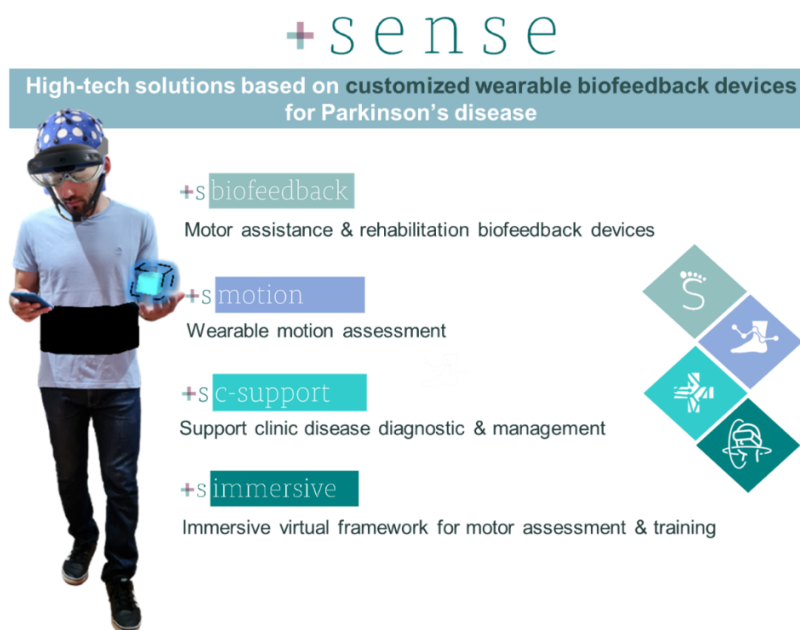 +sense
High-tech solutions based on customized wearable biofeedback devices
for Parkinson's disease
+s biofeedback
Motor assistance & rehabilitation biofeedback devices
+s motion
Wearable motion assessment
+s c-support
Support clinic disease diagnostic & management
+s immersive
Immersive virtual framework for motor assessment & training
S